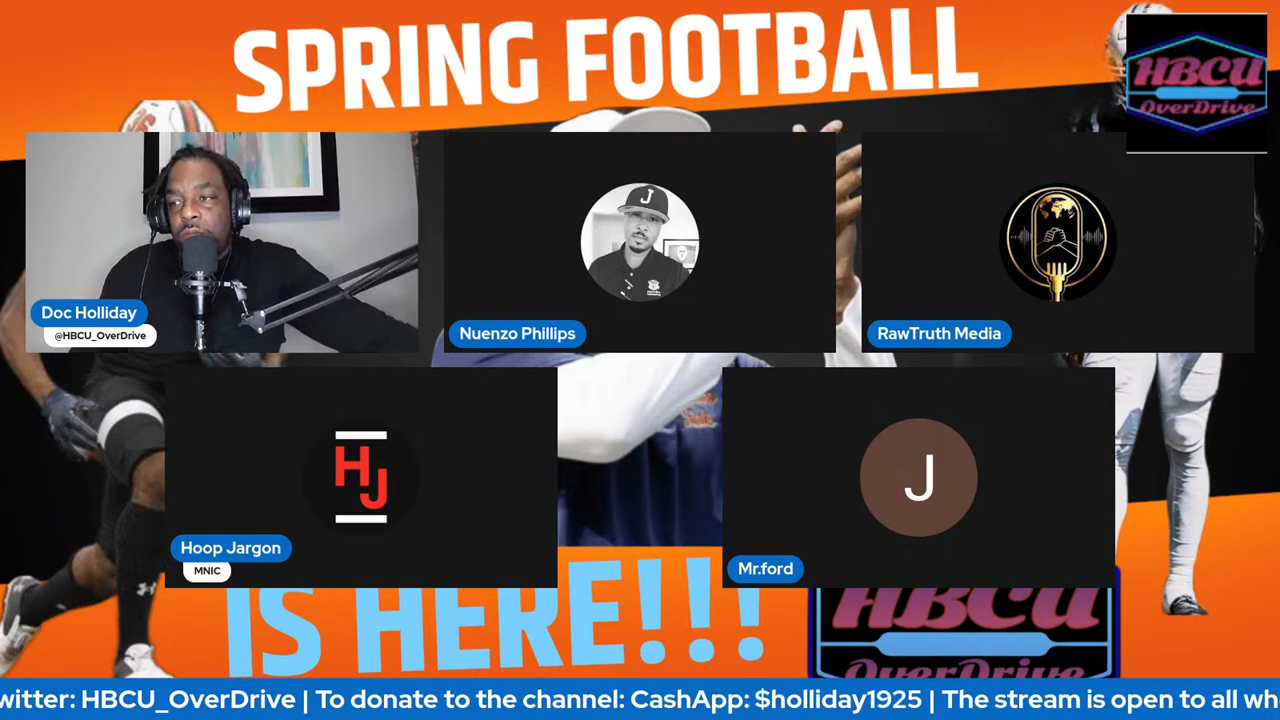 SPRING FOOTBALL
HBCU
OverDrive
Doc Holliday
@HBCU_OverDrive
J
Nuenzo Phillips
RawTruth Media
HJ
Hoop Jargon
MNIC
J
Mr.ford
IS HERE!!!
HBCU
OverDrive
witter: HBCU_OverDrive | To donate to the channel: CashApp: $holliday1925 | The stream is open to all wh